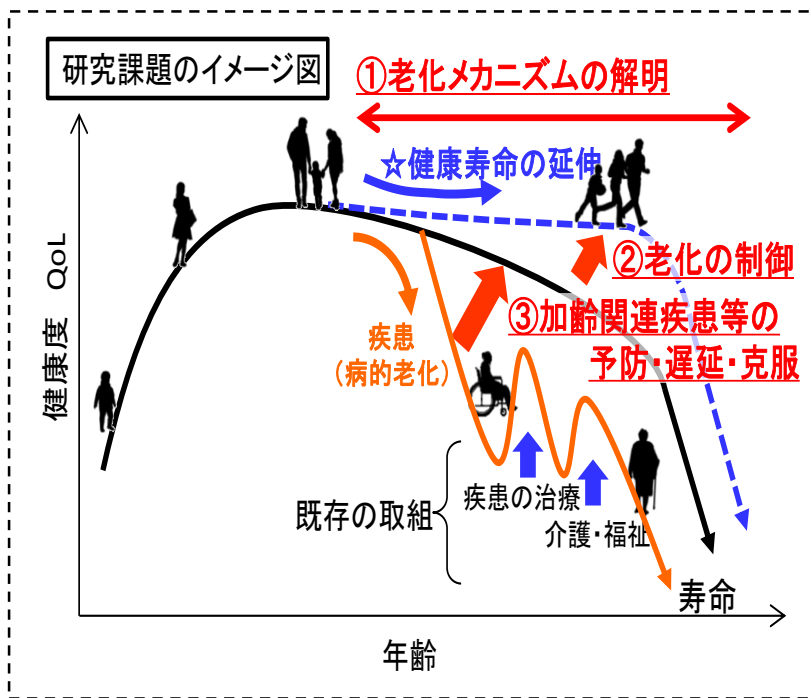 研究課題のイメージ図
①老化メカニズムの解明
☆健康寿命の延伸
②老化の制御
③加齢関連疾患等の
予防・遅延・克服
疾患
（病的老化）
健康度 QoL
既存の取組
疾患の治療
介護・福祉
寿命
年齢